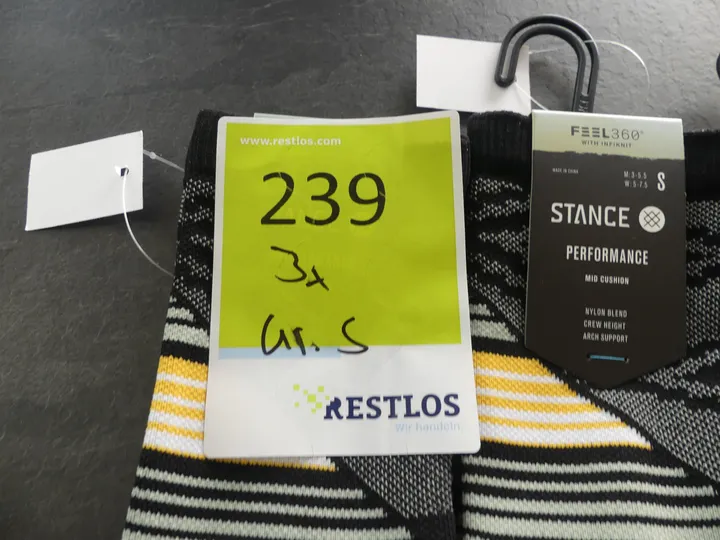 www.restlos.com
239
3x
Gr. S
RESTLOS
Wir handeln
FEEL360°
WITH INFIKNIT
MADE IN CHINA
M: 3-5.5
W: 5-7.5
S
STANCE
PERFORMANCE
MID CUSHION
NYLON BLEND
CREW HEIGHT
ARCH SUPPORT